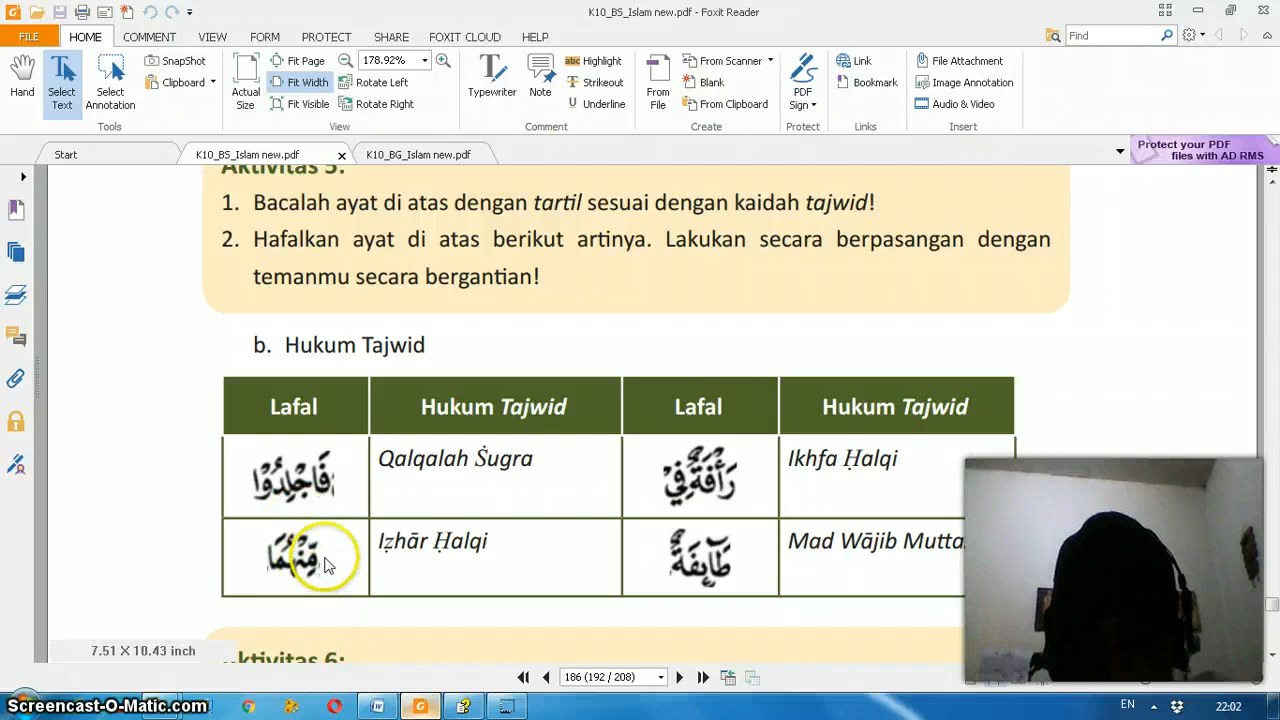 K10_BS_Islam new.pdf - Foxit Reader
FILE HOME COMMENT VIEW FORM PROTECT SHARE FOXIT CLOUD HELP Find
Hand Select Text Select Annotation SnapShot Clipboard Actual Size Fit Page Fit Width Fit Visible 178.92% Rotate Left Rotate Right Typewriter Note Highlight Strikeout Underline From File From Scanner Blank From Clipboard PDF Sign Link Bookmark File Attachment Image Annotation Audio & Video
Tools View Comment Create Protect Links Insert
Start K10_BS_Islam new.pdf K10_BG_Islam new.pdf Protect your PDF
files with AD RMS
Aktivitas 5:
1. Bacalah ayat di atas dengan tartil sesuai dengan kaidah tajwid!
2. Hafalkan ayat di atas berikut artinya. Lakukan secara berpasangan dengan
temanmu secara bergantian!
b. Hukum Tajwid
Lafal Hukum Tajwid Lafal Hukum Tajwid
فَاجْلِدُوْا Qalqalah Ṡugra رَأْفَةٌ فِيْ Ikhfa Ḥalqi
مِّنْهُمَا Iẓhār Ḥalqi طَآىِٕفَةٌ Mad Wājib Mutta
Aktivitas 6:
7.51 X 10.43 inch
186 (192 / 208)
Screencast-O-Matic.com EN 22:02